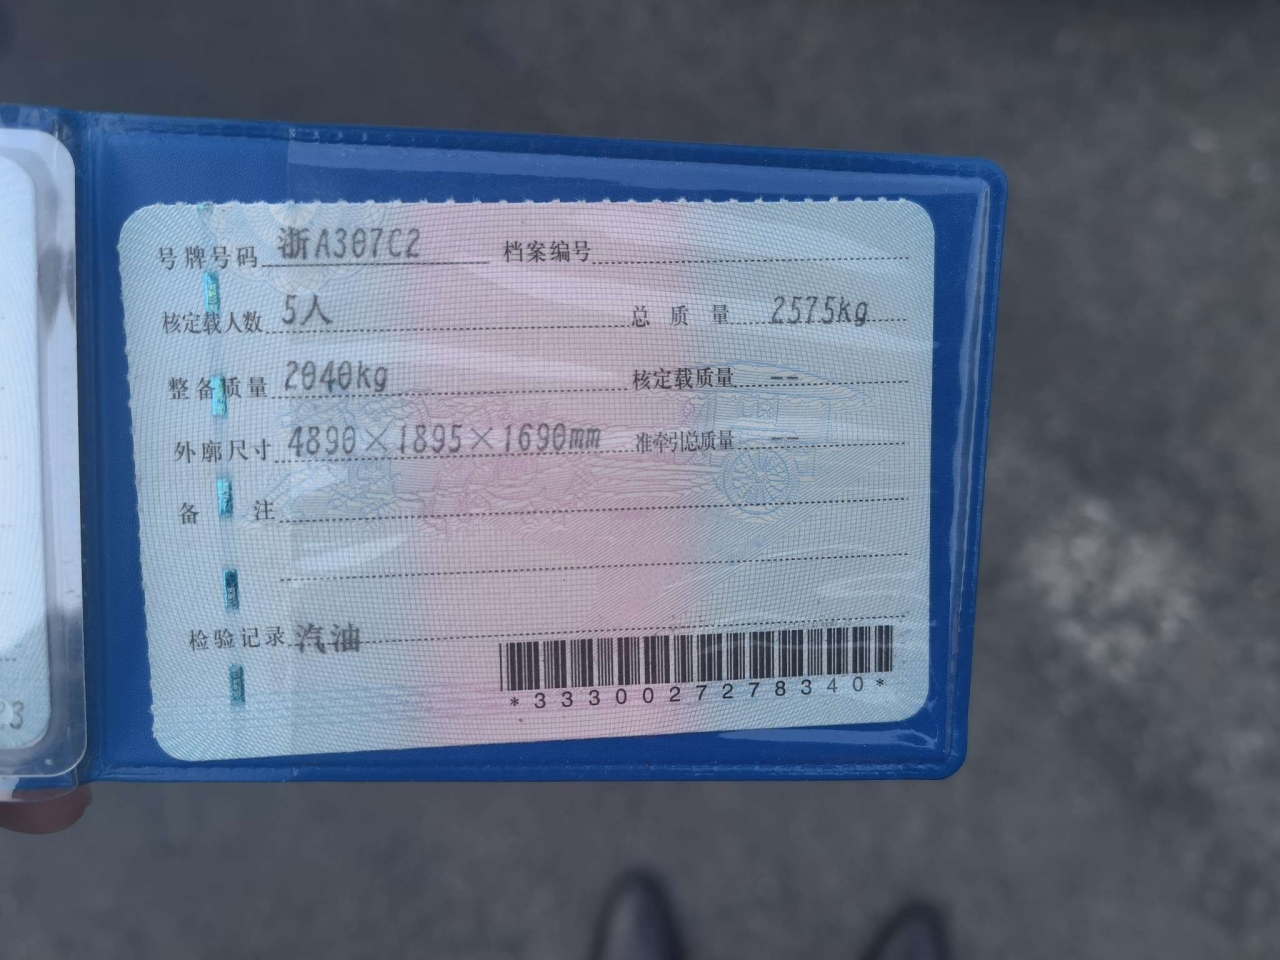 号牌号码 浙A307C2 档案编号
核定载人数 5人 总质量 2575kg
整备质量 2040kg 核定载质量 --
外廓尺寸 4890×1895×1690mm 准牵引总质量 --
备注
检验记录 汽油
*3330027278340*
23